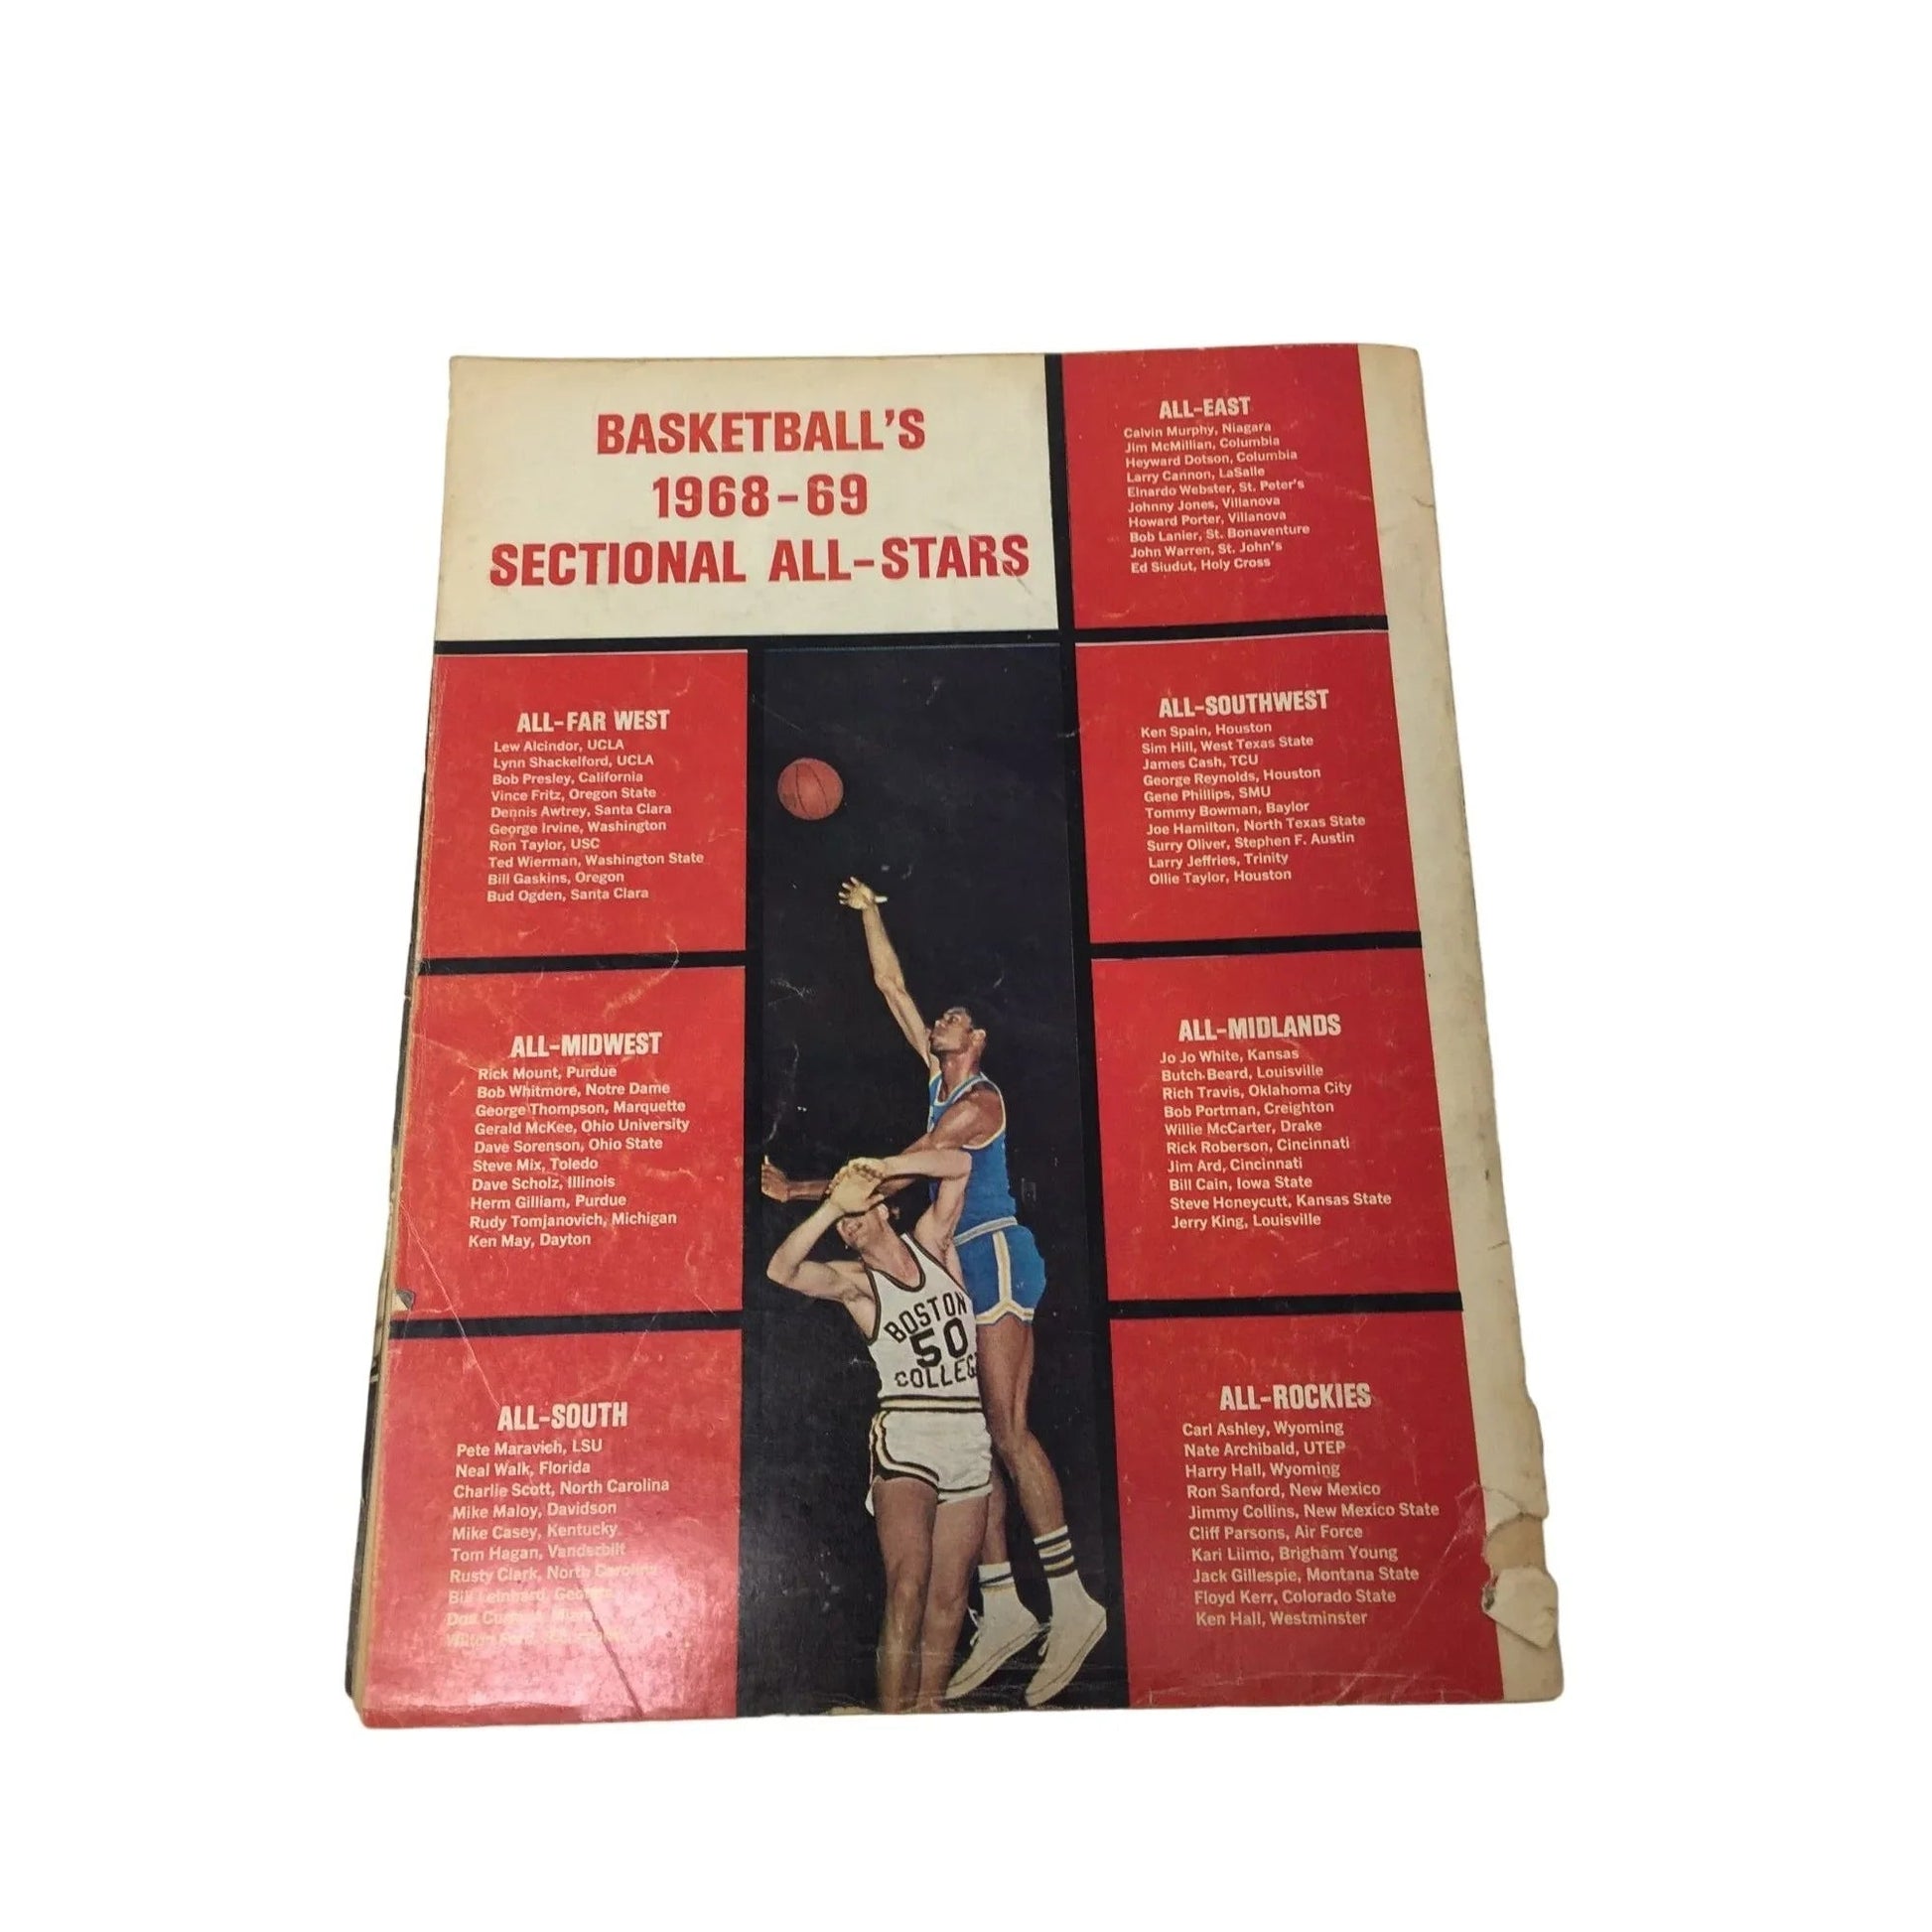 BASKETBALL'S
1968-69
SECTIONAL ALL-STARS
ALL-EAST
Calvin Murphy, Niagara
Jim McMillian, Columbia
Heyward Dotson, Columbia
Larry Cannon, LaSalle
Elnardo Webster, St. Peter's
Johnny Jones, Villanova
Howard Porter, Villanova
Bob Lanier, St. Bonaventure
John Warren, St. John's
Ed Siudut, Holy Cross
ALL-FAR WEST
Lew Alcindor, UCLA
Lynn Shackelford, UCLA
Bob Presley, California
Vince Fritz, Oregon State
Dennis Awtrey, Santa Clara
George Irvine, Washington
Ron Taylor, USC
Ted Wierman, Washington State
Bill Gaskins, Oregon
Bud Ogden, Santa Clara
ALL-SOUTHWEST
Ken Spain, Houston
Sim Hill, West Texas State
James Cash, TCU
George Reynolds, Houston
Gene Phillips, SMU
Tommy Bowman, Baylor
Joe Hamilton, North Texas State
Surry Oliver, Stephen F. Austin
Larry Jeffries, Trinity
Ollie Taylor, Houston
ALL-MIDWEST
Rick Mount, Purdue
Bob Whitmore, Notre Dame
George Thompson, Marquette
Gerald McKee, Ohio University
Dave Sorenson, Ohio State
Steve Mix, Toledo
Dave Scholz, Illinois
Herm Gilliam, Purdue
Rudy Tomjanovich, Michigan
Ken May, Dayton
ALL-MIDLANDS
Jo Jo White, Kansas
Butch Beard, Louisville
Rich Travis, Oklahoma City
Bob Portman, Creighton
Willie McCarter, Drake
Rick Roberson, Cincinnati
Jim Ard, Cincinnati
Bill Cain, Iowa State
Steve Honeycutt, Kansas State
Jerry King, Louisville
BOSTON
50
COLLEG
ALL-SOUTH
Pete Maravich, LSU
Neal Walk, Florida
Charlie Scott, North Carolina
Mike Maloy, Davidson
Mike Casey, Kentucky
Tom Hagan, Vanderbilt
Rusty Clark, North Carolina
Bill
Don
ALL-ROCKIES
Carl Ashley, Wyoming
Nate Archibald, UTEP
Harry Hall, Wyoming
Ron Sanford, New Mexico
Jimmy Collins, New Mexico State
Cliff Parsons, Air Force
Kari Liimo, Brigham Young
Jack Gillespie, Montana State
Floyd Kerr, Colorado State
Ken Hall, Westminster